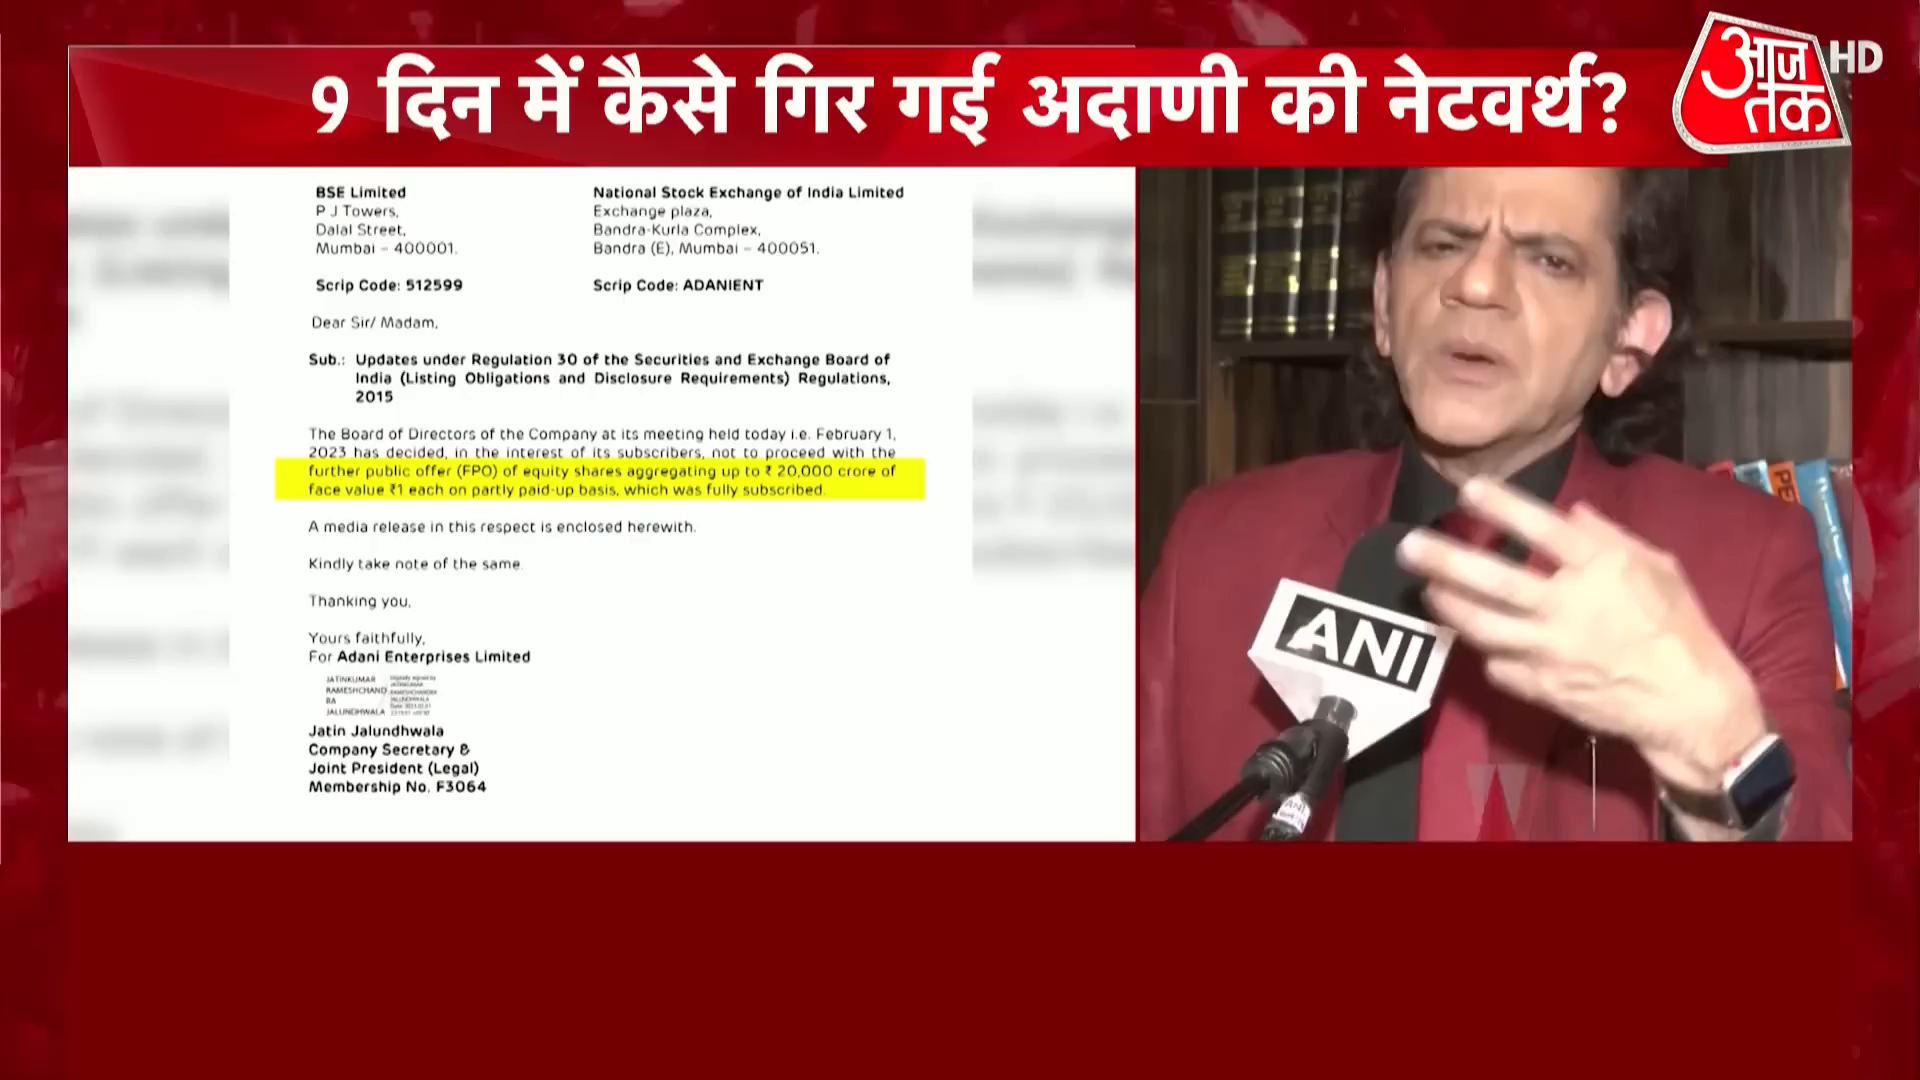 9 दिन में कैसे गिर गई अदाणी की नेटवर्थ?
आज
तक
HD
BSE Limited
P J Towers,
Dalal Street,
Mumbai – 400001.
National Stock Exchange of India Limited
Exchange plaza,
Bandra-Kurla Complex,
Bandra (E), Mumbai – 400051.
Scrip Code: 512599
Scrip Code: ADANIENT
Dear Sir/ Madam,
Sub.: Updates under Regulation 30 of the Securities and Exchange Board of
India (Listing Obligations and Disclosure Requirements) Regulations,
2015
The Board of Directors of the Company at its meeting held today i.e. February 1,
2023 has decided, in the interest of its subscribers, not to proceed with the
further public offer (FPO) of equity shares aggregating up to ₹ 20,000 crore of
face value ₹1 each on partly paid-up basis, which was fully subscribed.
A media release in this respect is enclosed herewith.
Kindly take note of the same.
Thanking you,
Yours faithfully,
For Adani Enterprises Limited
JATINKUMAR
RAMESHCHAND
RA
JALUNDHWALA
Jatin Jalundhwala
Company Secretary &
Joint President (Legal)
Membership No. F3064
ANI
ANI